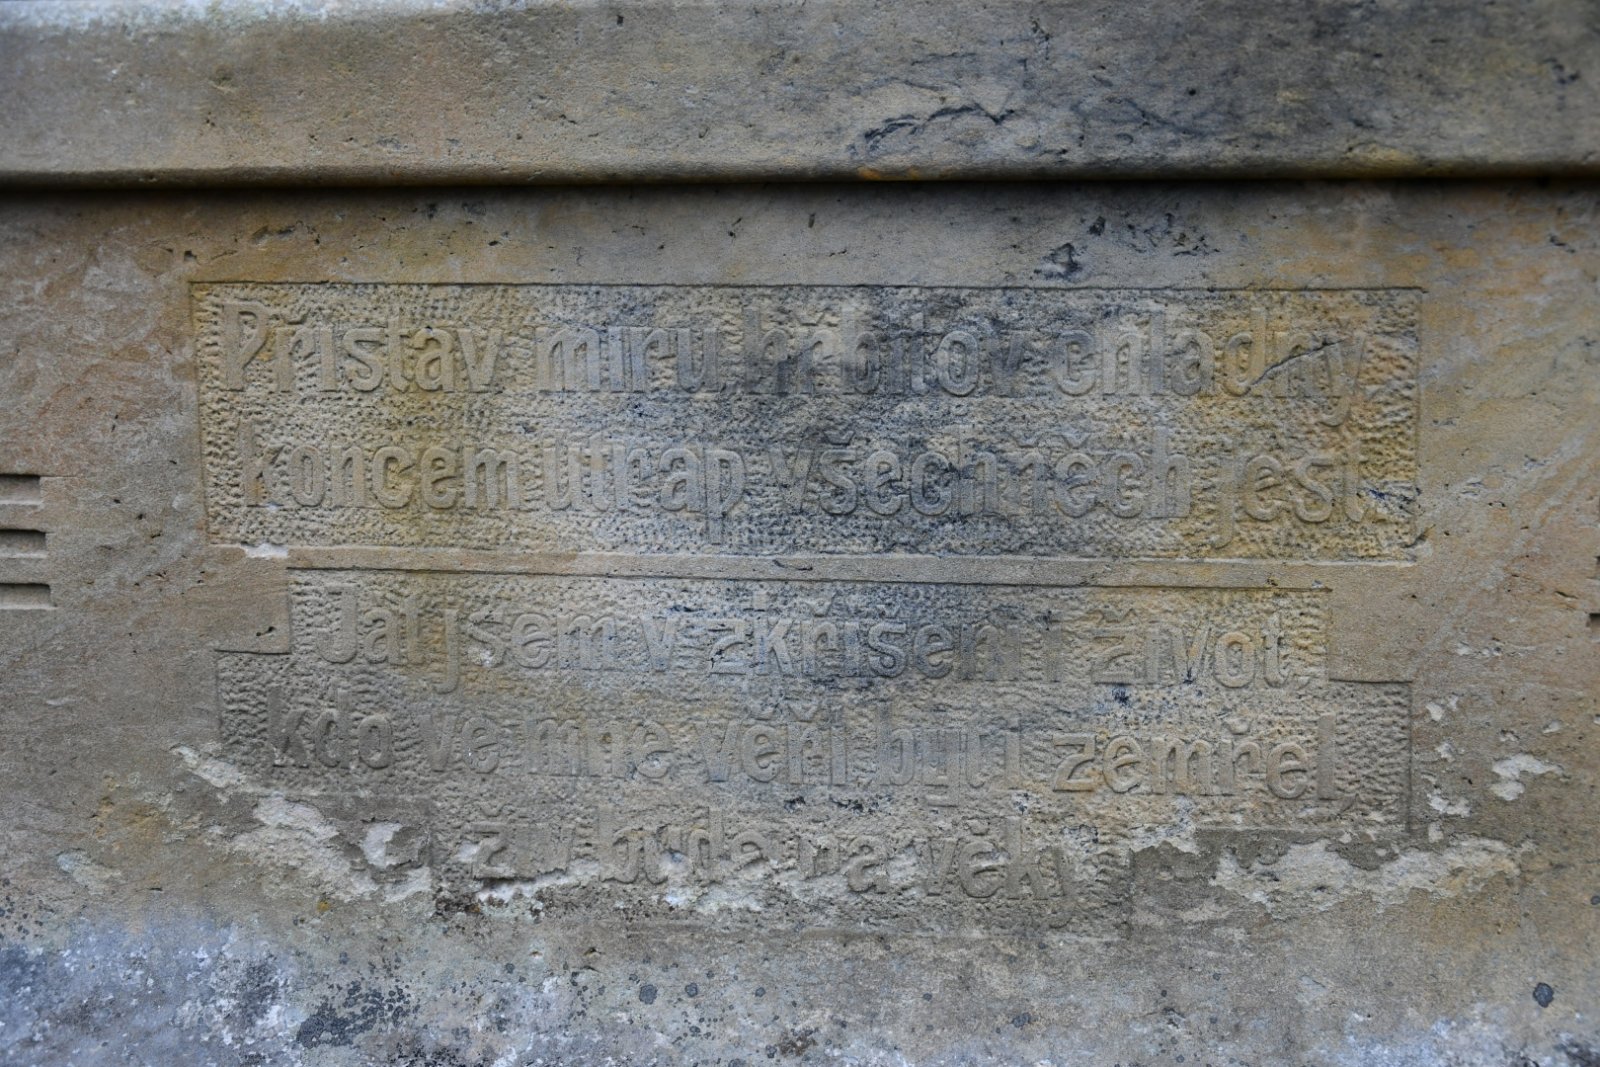 Přístav míru, hřbitov chladný
koncem útrap všechněch jest.
Jať jsem vzkříšení i život,
kdo ve mne věří byť i zemřel,
živ bude na věky